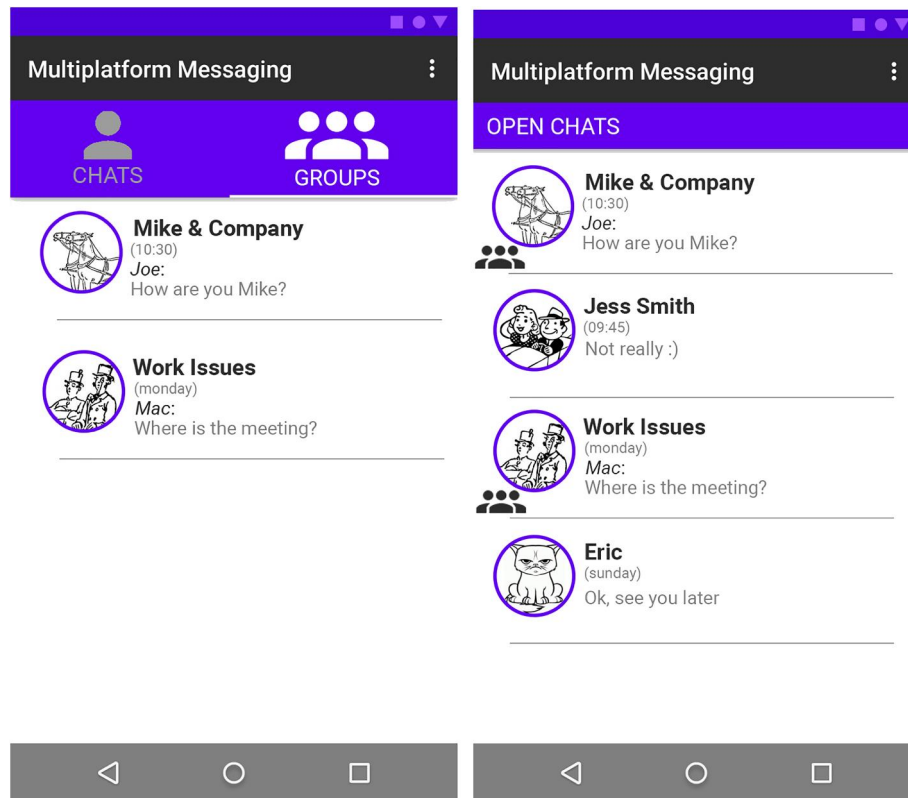 Multiplatform Messaging
CHATS
GROUPS
Mike & Company
(10:30)
Joe:
How are you Mike?
Work Issues
(monday)
Mac:
Where is the meeting?
Multiplatform Messaging
OPEN CHATS
Mike & Company
(10:30)
Joe:
How are you Mike?
Jess Smith
(09:45)
Not really :)
Work Issues
(monday)
Mac:
Where is the meeting?
Eric
(sunday)
Ok, see you later